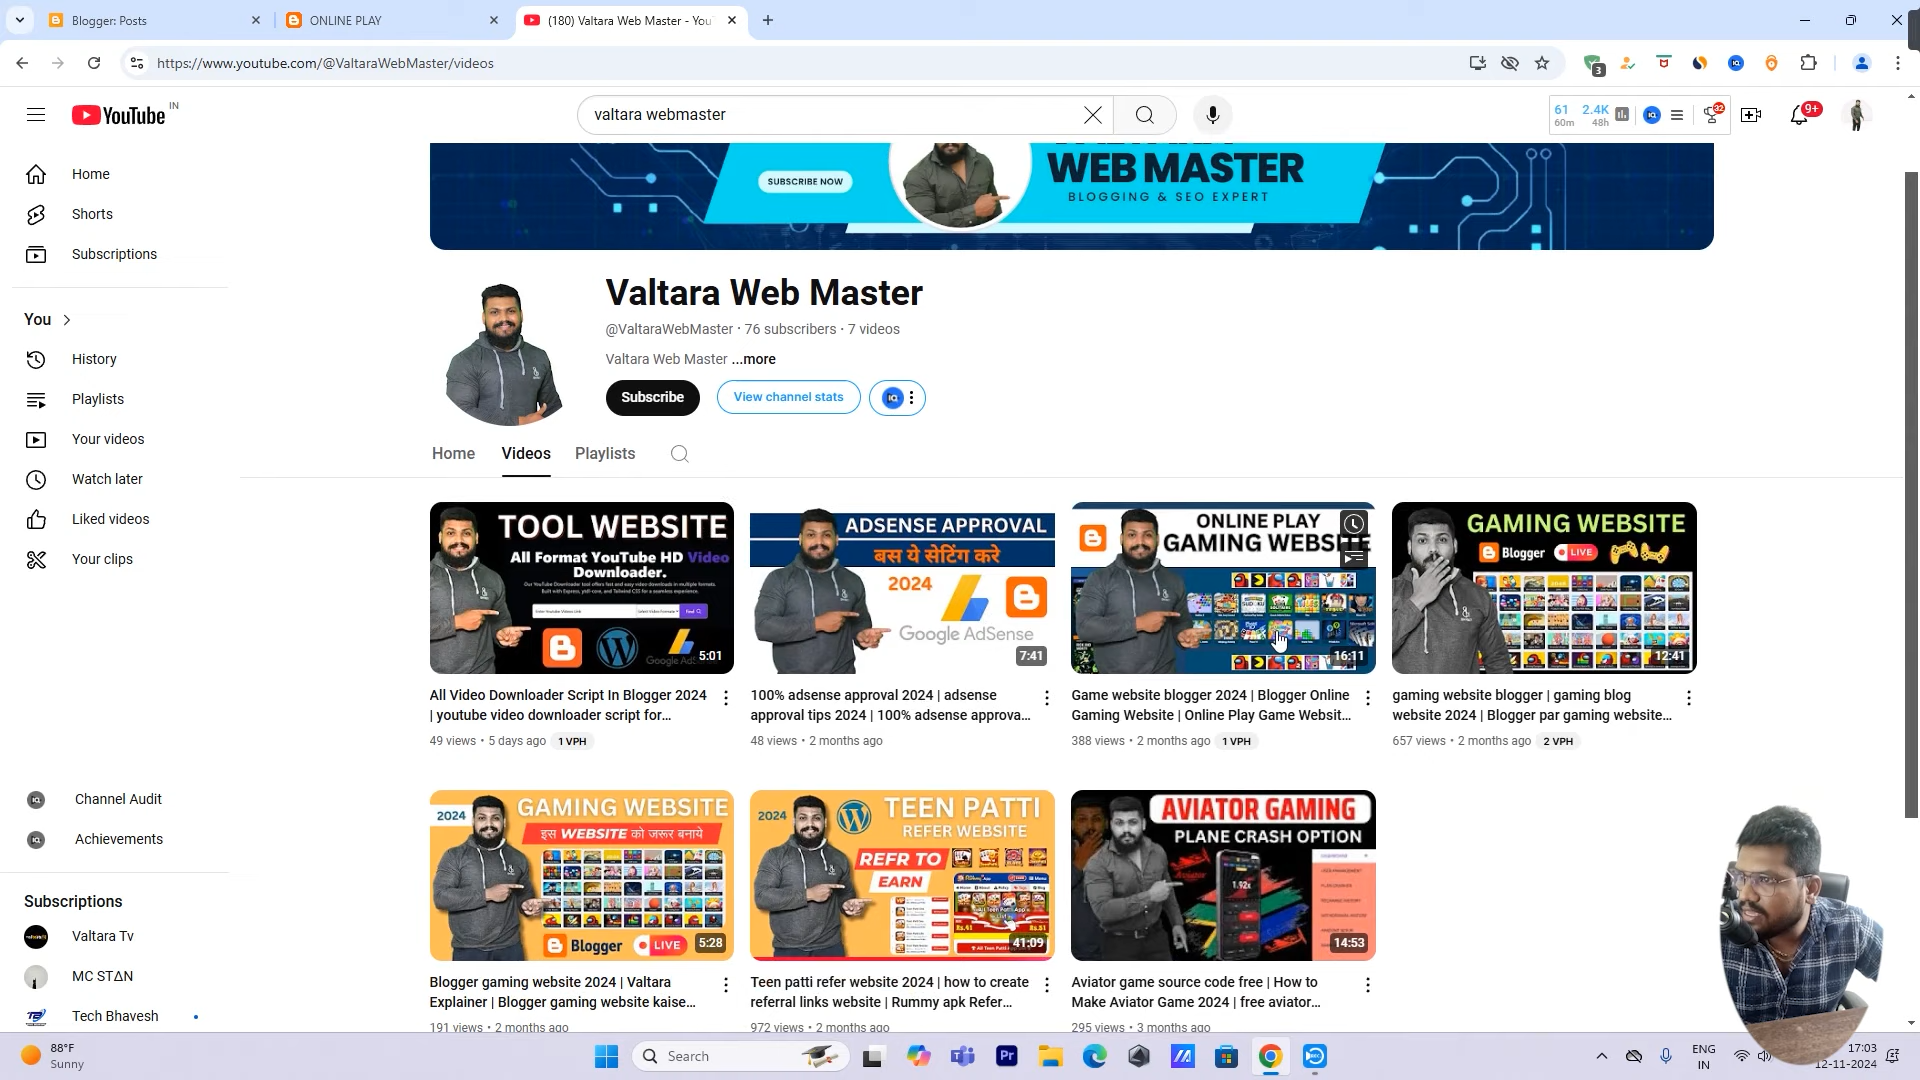 Blogger: Posts
ONLINE PLAY
(180) Valtara Web Master - You
https://www.youtube.com/@ValtaraWebMaster/videos
3
YouTube IN
valtara webmaster
61 60m
2.4K 48h
32
9+
SUBSCRIBE NOW
WEB MASTER
BLOGGING & SEO EXPERT
Home
Shorts
Subscriptions
You
History
Playlists
Your videos
Watch later
Liked videos
Your clips
Channel Audit
Achievements
Subscriptions
Valtara Tv
MC STΔN
Tech Bhavesh
Valtara Web Master
@ValtaraWebMaster · 76 subscribers · 7 videos
Valtara Web Master ...more
Subscribe
View channel stats
Home
Videos
Playlists
TOOL WEBSITE
All Format YouTube HD Video
Downloader.
Google Ad
5:01
All Video Downloader Script In Blogger 2024
| youtube video downloader script for...
49 views • 5 days ago 1 VPH
ADSENSE APPROVAL
बस ये सेटिंग करे
2024
Google AdSense
7:41
100% adsense approval 2024 | adsense
approval tips 2024 | 100% adsense approva...
48 views • 2 months ago
ONLINE PLAY
GAMING WEBSITE
16:11
Game website blogger 2024 | Blogger Online
Gaming Website | Online Play Game Websit...
388 views • 2 months ago 1 VPH
GAMING WEBSITE
Blogger LIVE
12:41
gaming website blogger | gaming blog
website 2024 | Blogger par gaming website...
657 views • 2 months ago 2 VPH
2024
GAMING WEBSITE
इस WEBSITE को जरूर बनाये
Blogger LIVE
5:28
Blogger gaming website 2024 | Valtara
Explainer | Blogger gaming website kaise...
191 views • 2 months ago
2024
TEEN PATTI
REFER WEBSITE
REFR TO
EARN
41:09
Teen patti refer website 2024 | how to create
referral links website | Rummy apk Refer...
972 views • 2 months ago
AVIATOR GAMING
PLANE CRASH OPTION
1.92x
14:53
Aviator game source code free | How to
Make Aviator Game 2024 | free aviator...
295 views • 3 months ago
88°F
Sunny
Search
ENG
IN
17:03
12-11-2024